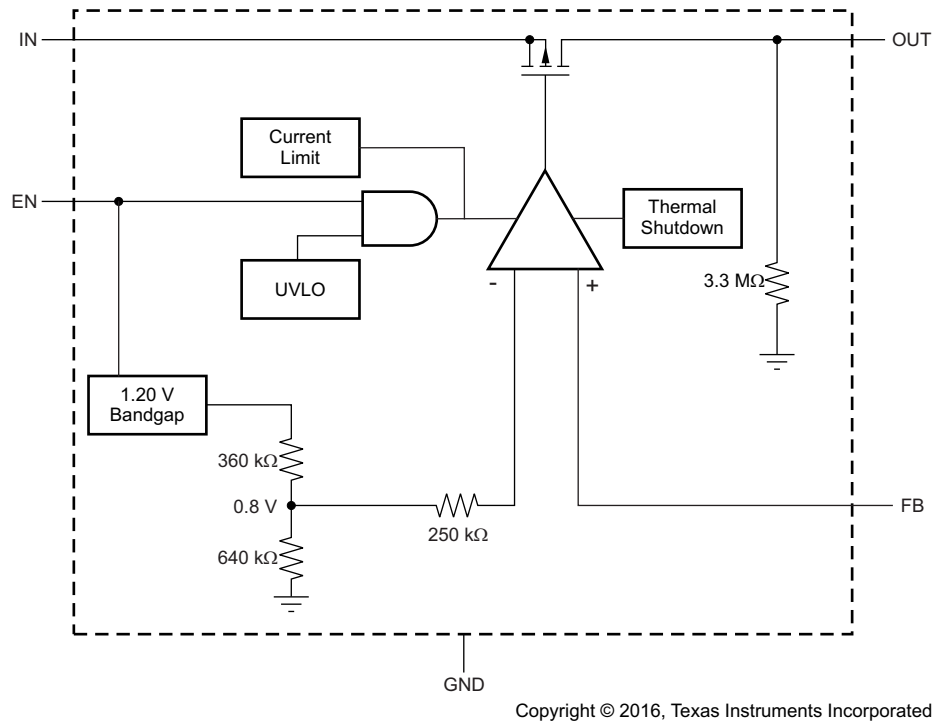 IN
OUT
Current
Limit
EN
Thermal
Shutdown
UVLO
-
+
3.3 MΩ
1.20 V
Bandgap
360 kΩ
0.8 V
FB
250 kΩ
640 kΩ
GND
Copyright © 2016, Texas Instruments Incorporated